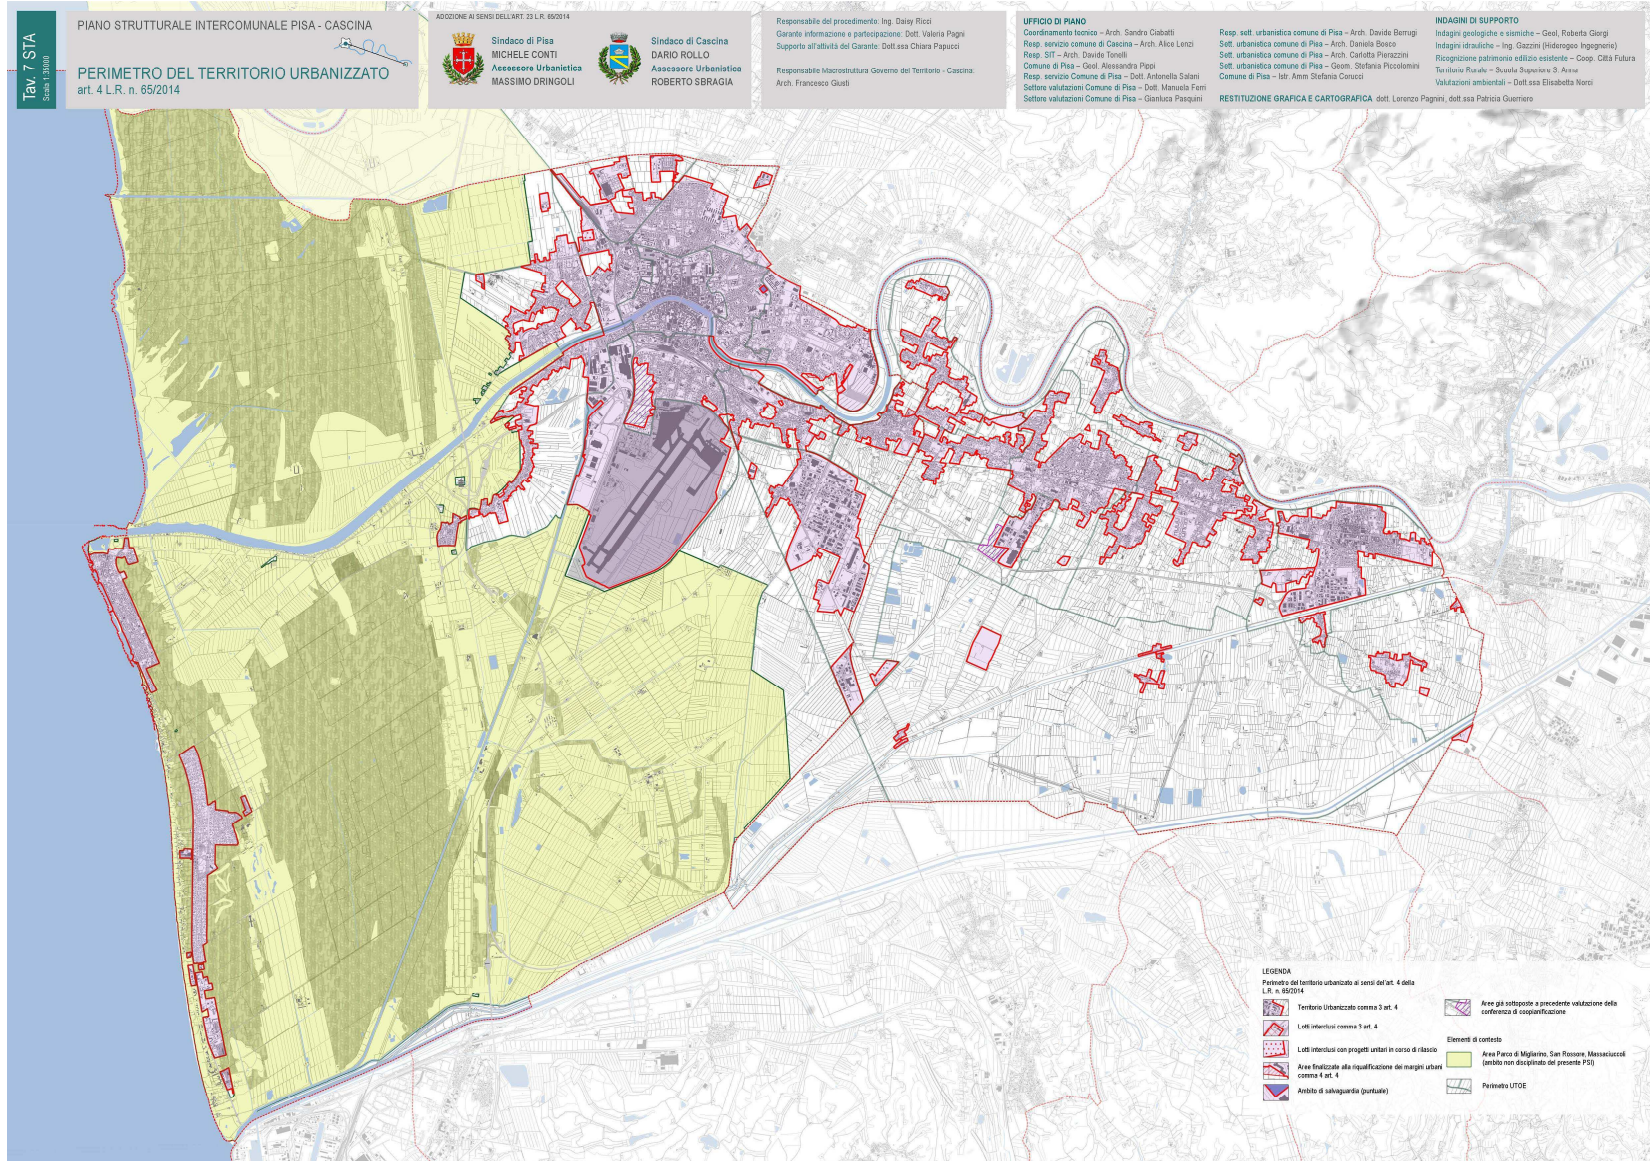 Tav. 7 STA
Scala 1:35000
PIANO STRUTTURALE INTERCOMUNALE PISA - CASCINA
PERIMETRO DEL TERRITORIO URBANIZZATO
art. 4 L.R. n. 65/2014
ADOZIONE AI SENSI DELL'ART. 23 L.R. 65/2014
Sindaco di Pisa
MICHELE CONTI
Assessore Urbanistica
MASSIMO DRINGOLI
Sindaco di Cascina
DARIO ROLLO
Assessore Urbanistica
ROBERTO SBRAGIA
Responsabile del procedimento: Ing. Daisy Ricci
Garante informazione e partecipazione: Dott. Valeria Pagni
Supporto all'attività del Garante: Dott.ssa Chiara Papucci
Responsabile Macrostruttura Governo del Territorio - Cascina:
Arch. Francesco Giusti
UFFICIO DI PIANO
Coordinamento tecnico – Arch. Sandro Ciabatti
Resp. servizio comune di Cascina – Arch. Alice Lenzi
Resp. SIT – Arch. Davide Tonelli
Comune di Pisa – Geol. Alessandra Pippi
Resp. servizio Comune di Pisa – Dott. Antonella Salani
Settore valutazioni Comune di Pisa – Dott. Manuela Ferri
Settore valutazioni Comune di Pisa – Gianluca Pasquini
Resp. sett. urbanistica comune di Pisa – Arch. Davide Berrugi
Sett. urbanistica comune di Pisa – Arch. Daniela Bosco
Sett. urbanistica comune di Pisa – Arch. Carlotta Pierazzini
Sett. urbanistica comune di Pisa – Geom. Stefania Piccolomini
Comune di Pisa – Istr. Amm Stefania Corucci
RESTITUZIONE GRAFICA E CARTOGRAFICA dott. Lorenzo Pagnini, dott.ssa Patricia Guerriero
INDAGINI DI SUPPORTO
Indagini geologiche e sismiche – Geol, Roberta Giorgi
Indagini idrauliche – Ing. Gazzini (Hiderogeo Ingegnerie)
Ricognizione patrimonio edilizio esistente – Coop. Città Futura
Territorio Rurale – Scuola Superiore S. Anna
Valutazioni ambientali – Dott.ssa Elisabetta Norci
LEGENDA
Perimetro del territorio urbanizato ai sensi del'art. 4 della
L.R. n. 65/2014
Territorio Urbanizzato comma 3 art. 4
Lotti interclusi comma 3 art. 4
Lotti interclusi con progetti unitari in corso di rilascio
Aree finalizzate alla riqualificazione dei margini urbani
comma 4 art. 4
Ambito di salvaguardia (puntuale)
Aree già sottoposte a precedente valutazione della
conferenza di coopianificazione
Elementi di contesto
Area Parco di Migliarino, San Rossore, Massaciuccoli
(ambito non disciplinato del presente PSI)
Perimetro UTOE